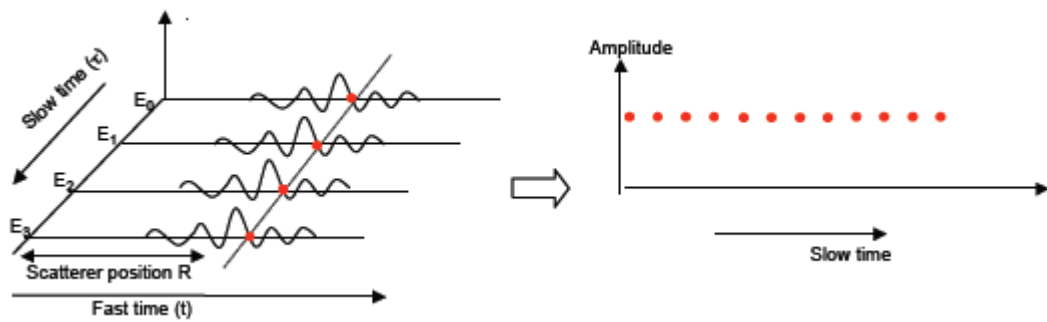 Slow time (τ)
E0
E1
E2
E3
Scatterer position R
Fast time (t)
Amplitude
Slow time